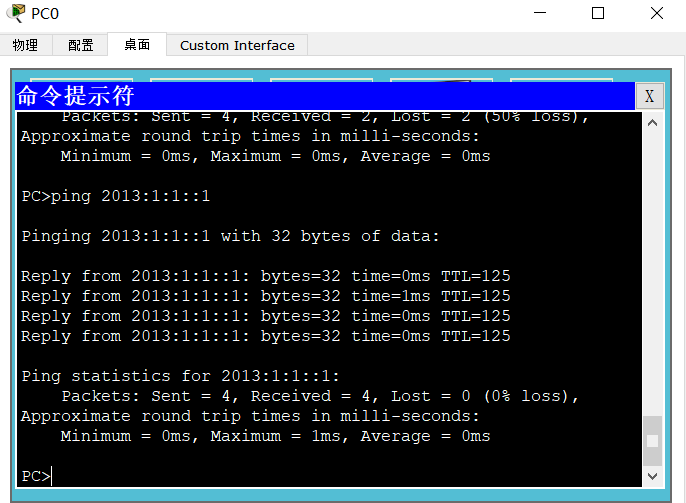 PC0
物理 配置 桌面 Custom Interface
命令提示符 X
Packets: Sent = 4, Received = 2, Lost = 2 (50% loss),
Approximate round trip times in milli-seconds:
Minimum = 0ms, Maximum = 0ms, Average = 0ms
PC>ping 2013:1:1::1
Pinging 2013:1:1::1 with 32 bytes of data:
Reply from 2013:1:1::1: bytes=32 time=0ms TTL=125
Reply from 2013:1:1::1: bytes=32 time=1ms TTL=125
Reply from 2013:1:1::1: bytes=32 time=0ms TTL=125
Reply from 2013:1:1::1: bytes=32 time=0ms TTL=125
Ping statistics for 2013:1:1::1:
Packets: Sent = 4, Received = 4, Lost = 0 (0% loss),
Approximate round trip times in milli-seconds:
Minimum = 0ms, Maximum = 1ms, Average = 0ms
PC>